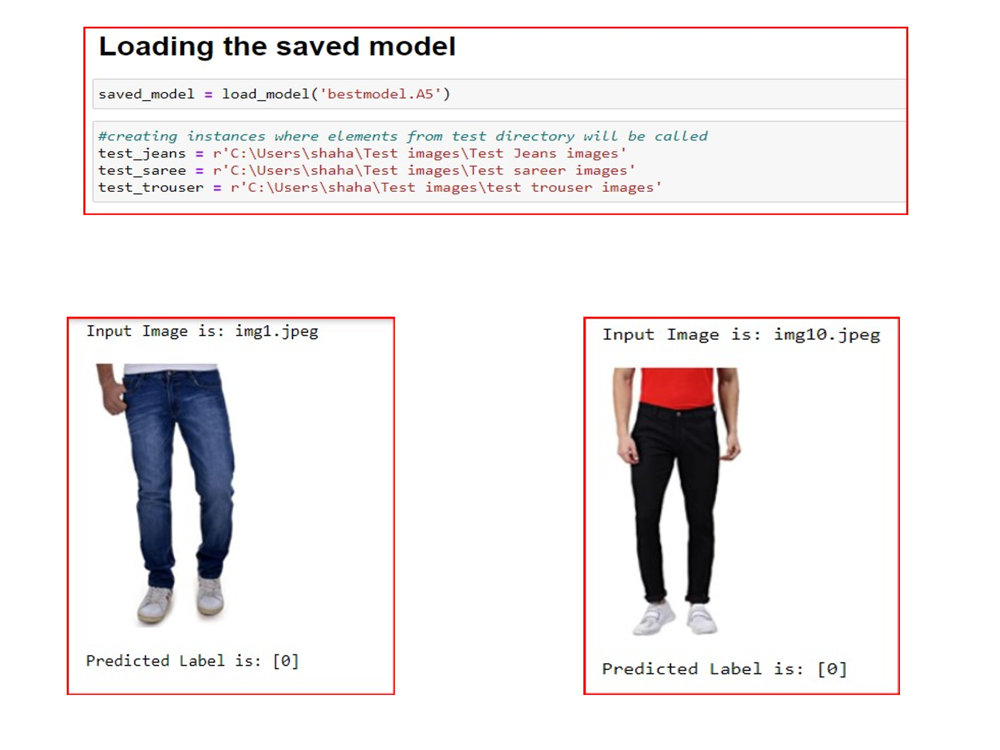 Loading the saved model
saved_model = load_model('bestmodel.A5')
#creating instances where elements from test directory will be called
test_jeans = r'C:\Users\shaha\Test images\Test Jeans images'
test_saree = r'C:\Users\shaha\Test images\Test sareer images'
test_trouser = r'C:\Users\shaha\Test images\test trouser images'
Input Image is: img1.jpeg
Predicted Label is: [0]
Input Image is: img10.jpeg
Predicted Label is: [0]